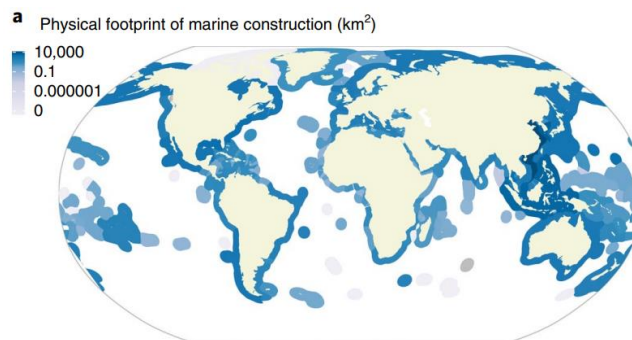 a Physical footprint of marine construction (km²)
10,000
0.1
0.000001
0